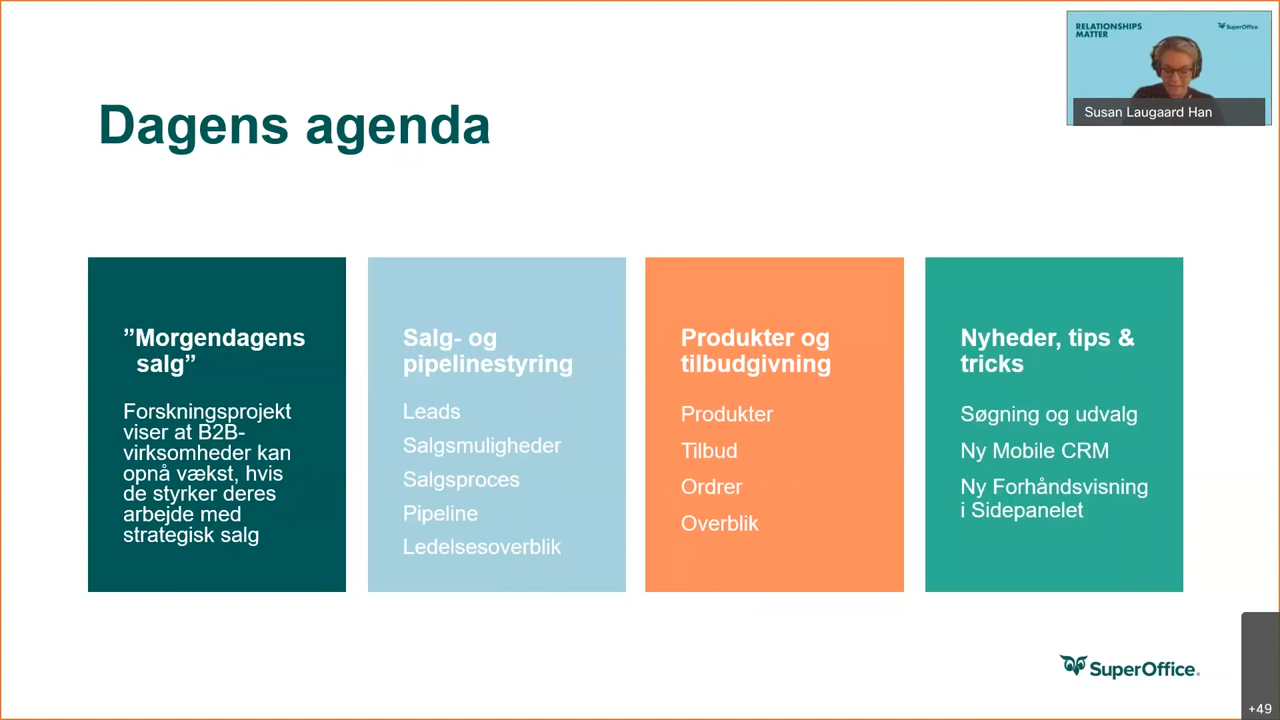 RELATIONSHIPS
MATTER
SuperOffice
Susan Laugaard Han
Dagens agenda
”Morgendagens
salg”
Forskningsprojekt
viser at B2B-
virksomheder kan
opnå vækst, hvis
de styrker deres
arbejde med
strategisk salg
Salg- og
pipelinestyring
Leads
Salgsmuligheder
Salgsproces
Pipeline
Ledelsesoverblik
Produkter og
tilbudgivning
Produkter
Tilbud
Ordrer
Overblik
Nyheder, tips &
tricks
Søgning og udvalg
Ny Mobile CRM
Ny Forhåndsvisning
i Sidepanelet
SuperOffice.
+49